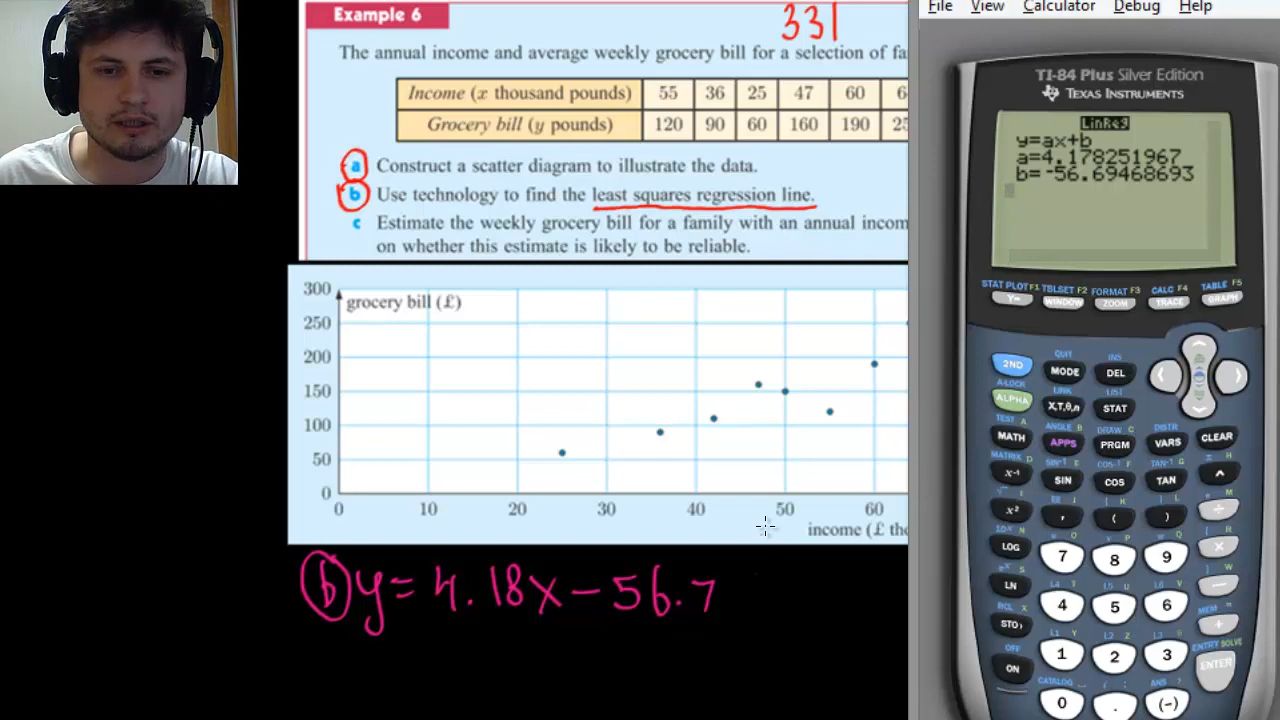 Example 6
331
The annual income and average weekly grocery bill for a selection of fa
Income (x thousand pounds) 55 36 25 47 60 6
Grocery bill (y pounds) 120 90 60 160 190 25
a Construct a scatter diagram to illustrate the data.
b Use technology to find the least squares regression line.
c Estimate the weekly grocery bill for a family with an annual incom
on whether this estimate is likely to be reliable.
300 grocery bill (£)
250
200
150
100
50
0
0 10 20 30 40 50 60
income (£ tho
b y = 4.18x - 56.7
File View Calculator Debug Help
TI-84 Plus Silver Edition
TEXAS INSTRUMENTS
LinReg
y=ax+b
a=4.178251967
b=-56.69468693
STAT PLOT F1 TBLSET F2 FORMAT F3 CALC F4 TABLE F5
Y= WINDOW ZOOM TRACE GRAPH
QUIT INS
2ND MODE DEL
A-LOCK LINK LIST
ALPHA X,T,θ,n STAT
TEST A ANGLE B DRAW C DISTR
MATH APPS PRGM VARS CLEAR
MATRIX D SIN⁻¹ E COS⁻¹ F TAN⁻¹ G π H
x⁻¹ SIN COS TAN ^
x² , ( ) ÷
LOG 7 8 9 ×
LN 4 5 6 −
RCL X L1 Y L2 Z L3 MEM "
STO› 1 2 3 +
OFF CATALOG ANS ? ENTRY SOLVE
ON 0 . (-) ENTER